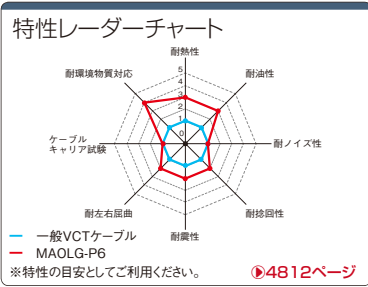 特性レーダーチャート
耐熱性
耐環境物質対応
耐油性
5
4
3
2
1
0
ケーブル
キャリア試験
耐ノイズ性
耐左右屈曲
耐捻回性
耐震性
一般VCTケーブル
MAOLG-P6
※特性の目安としてご利用ください。
4812ページ